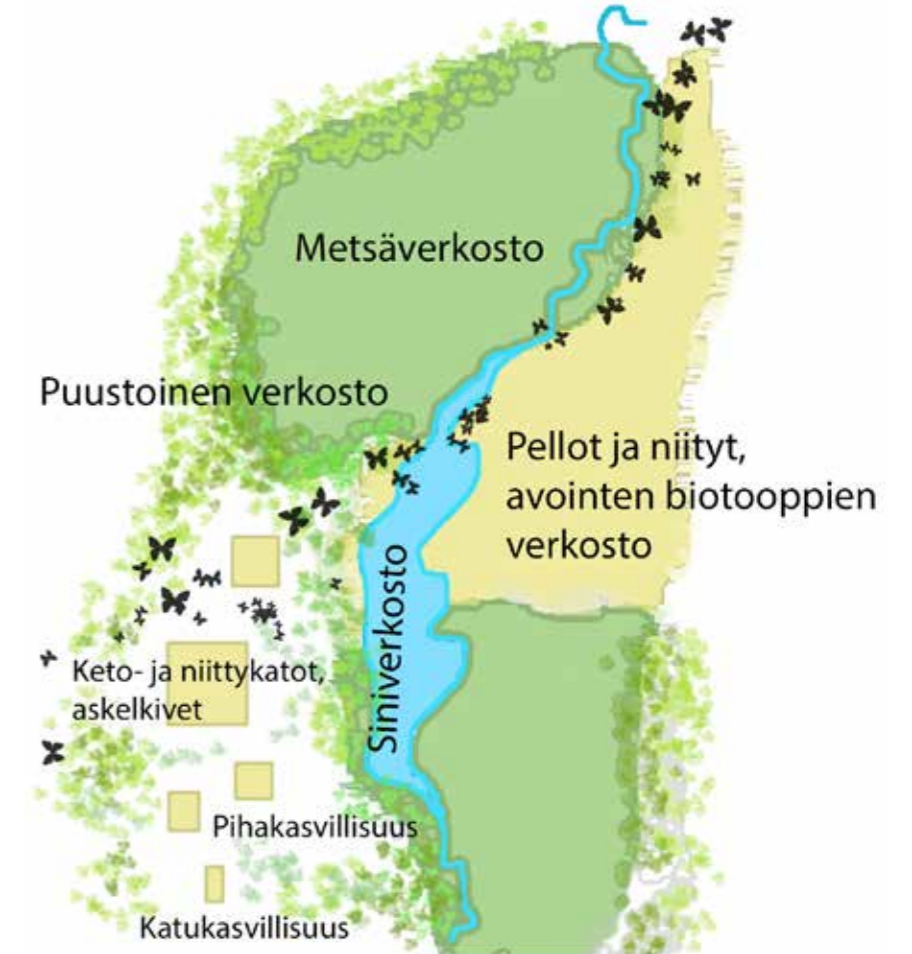 Metsäverkosto
Puustoinen verkosto
Pellot ja niityt,
avointen biotooppien
verkosto
Siniverkosto
Keto- ja niittykatot,
askelkivet
Pihakasvillisuus
Katukasvillisuus